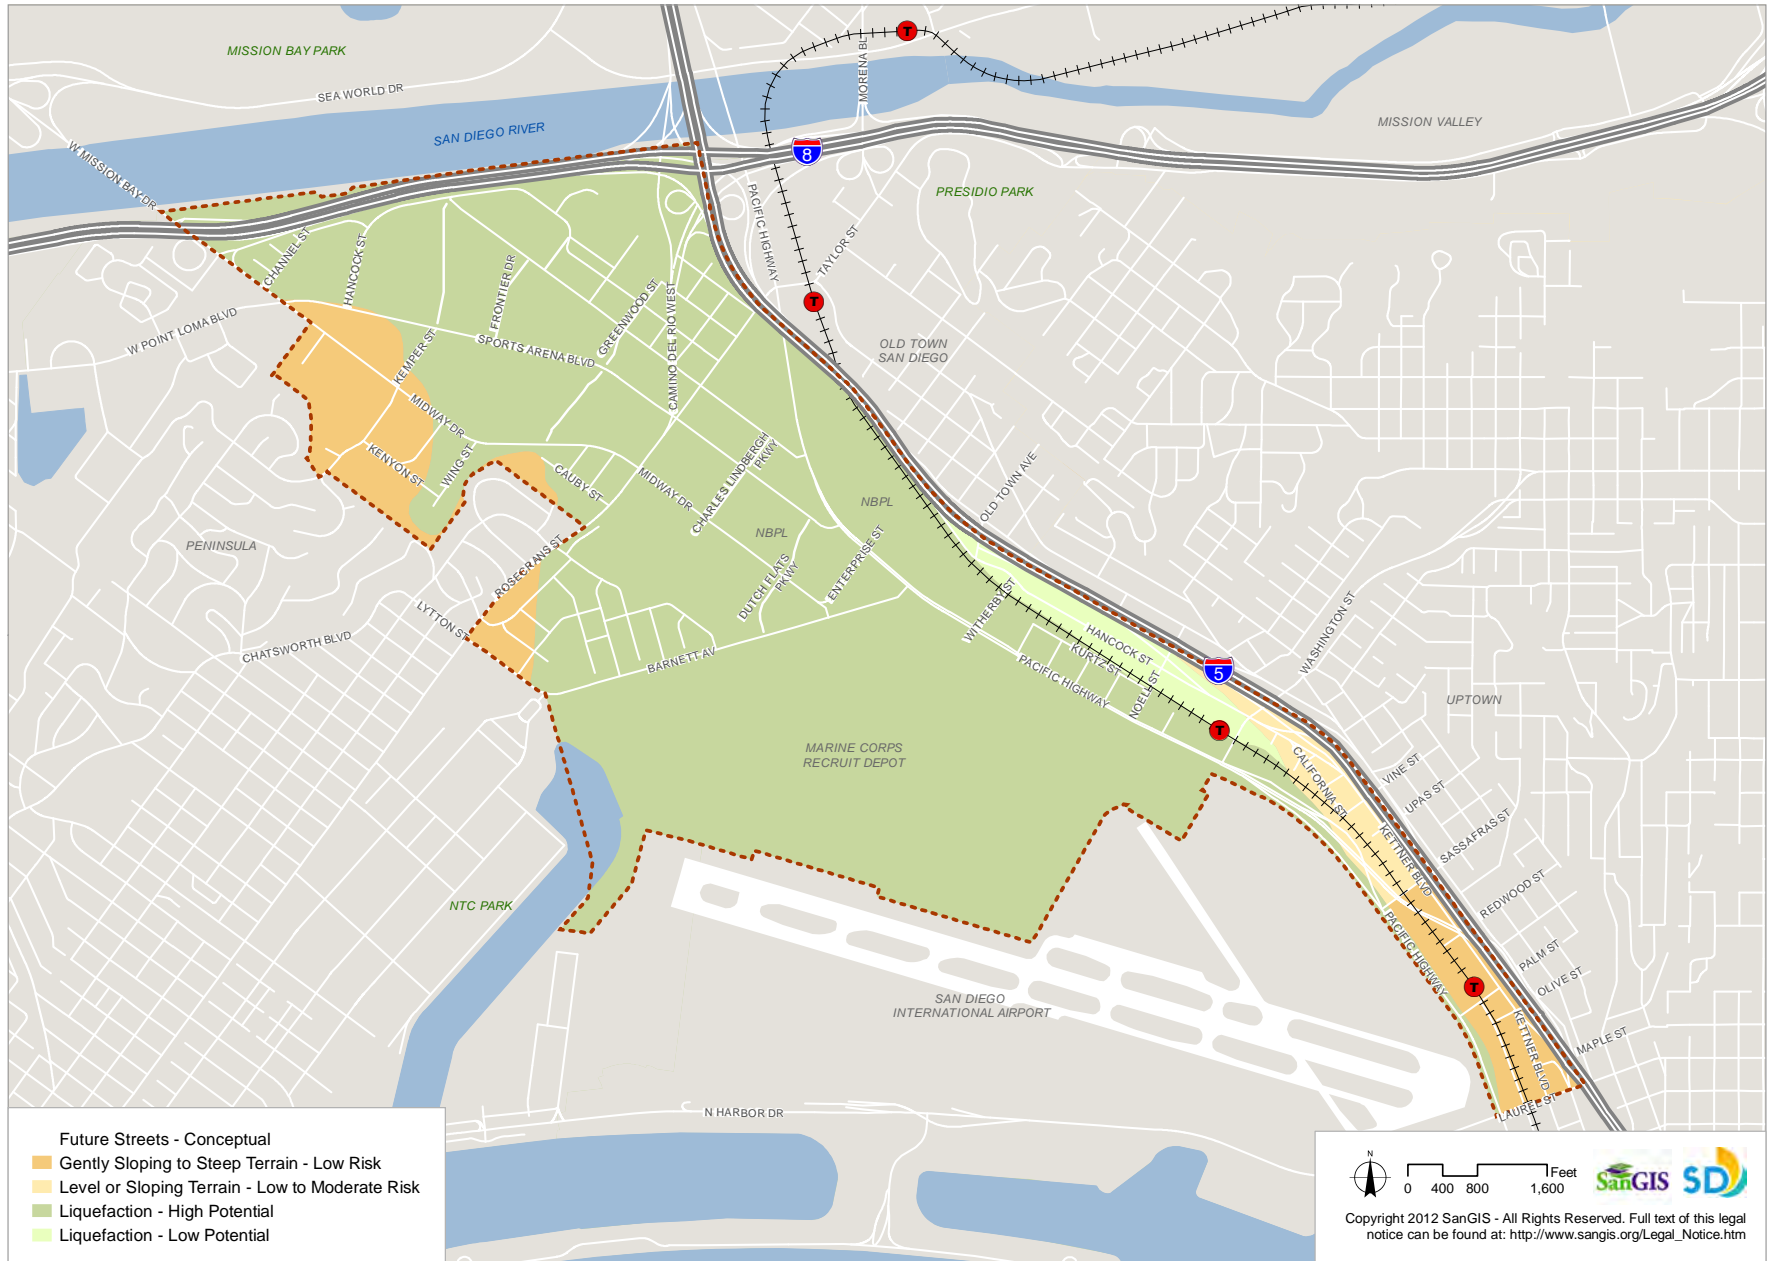 MISSION BAY PARK
SEA WORLD DR
SAN DIEGO RIVER
W MISSION BAY DR
MORENA BL
T
8
MISSION VALLEY
PRESIDIO PARK
PACIFIC HIGHWAY
TAYLOR ST
T
OLD TOWN
SAN DIEGO
CHANNEL ST
HANCOCK ST
FRONTIER DR
GREENWOOD ST
CAMINO DEL RIO WEST
W POINT LOMA BLVD
KEMPER ST
SPORTS ARENA BLVD
MIDWAY DR
KENYON ST
WING ST
CAUBY ST
MIDWAY DR
CHARLES LINDBERGH
PKWY
OLD TOWN AVE
NBPL
NBPL
PENINSULA
ROSECRANS ST
DUTCH FLATS
PKWY
ENTERPRISE ST
WITHERBY ST
LYTTON ST
CHATSWORTH BLVD
BARNETT AV
HANCOCK ST
KURTZ ST
PACIFIC HIGHWAY
NOELL ST
5
WASHINGTON ST
UPTOWN
T
MARINE CORPS
RECRUIT DEPOT
CALIFORNIA ST
VINE ST
UPAS ST
SASSAFRAS ST
KETTNER BLVD
REDWOOD ST
NTC PARK
PACIFIC HIGHWAY
PALM ST
OLIVE ST
T
SAN DIEGO
INTERNATIONAL AIRPORT
KETTNER BLVD
MAPLE ST
LAUREL ST
N HARBOR DR
Future Streets - Conceptual
Gently Sloping to Steep Terrain - Low Risk
Level or Sloping Terrain - Low to Moderate Risk
Liquefaction - High Potential
Liquefaction - Low Potential
N
Feet
0 400 800 1,600
SanGIS
SD
Copyright 2012 SanGIS - All Rights Reserved. Full text of this legal
notice can be found at: http://www.sangis.org/Legal_Notice.htm